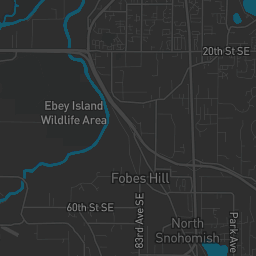 20th St SE
Ebey Island
Wildlife Area
Fobes Hill
60th St SE
83rd Ave SE
North
Snohomish
Park Ave